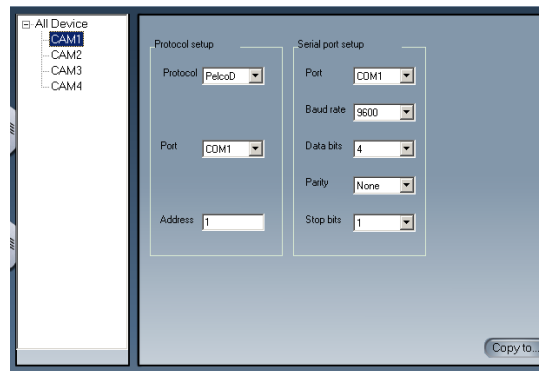 All Device
CAM1
CAM2
CAM3
CAM4
Protocol setup
Protocol PelcoD
Port COM1
Address 1
Serial port setup
Port COM1
Baud rate 9600
Data bits 4
Parity None
Stop bits 1
Copy to...